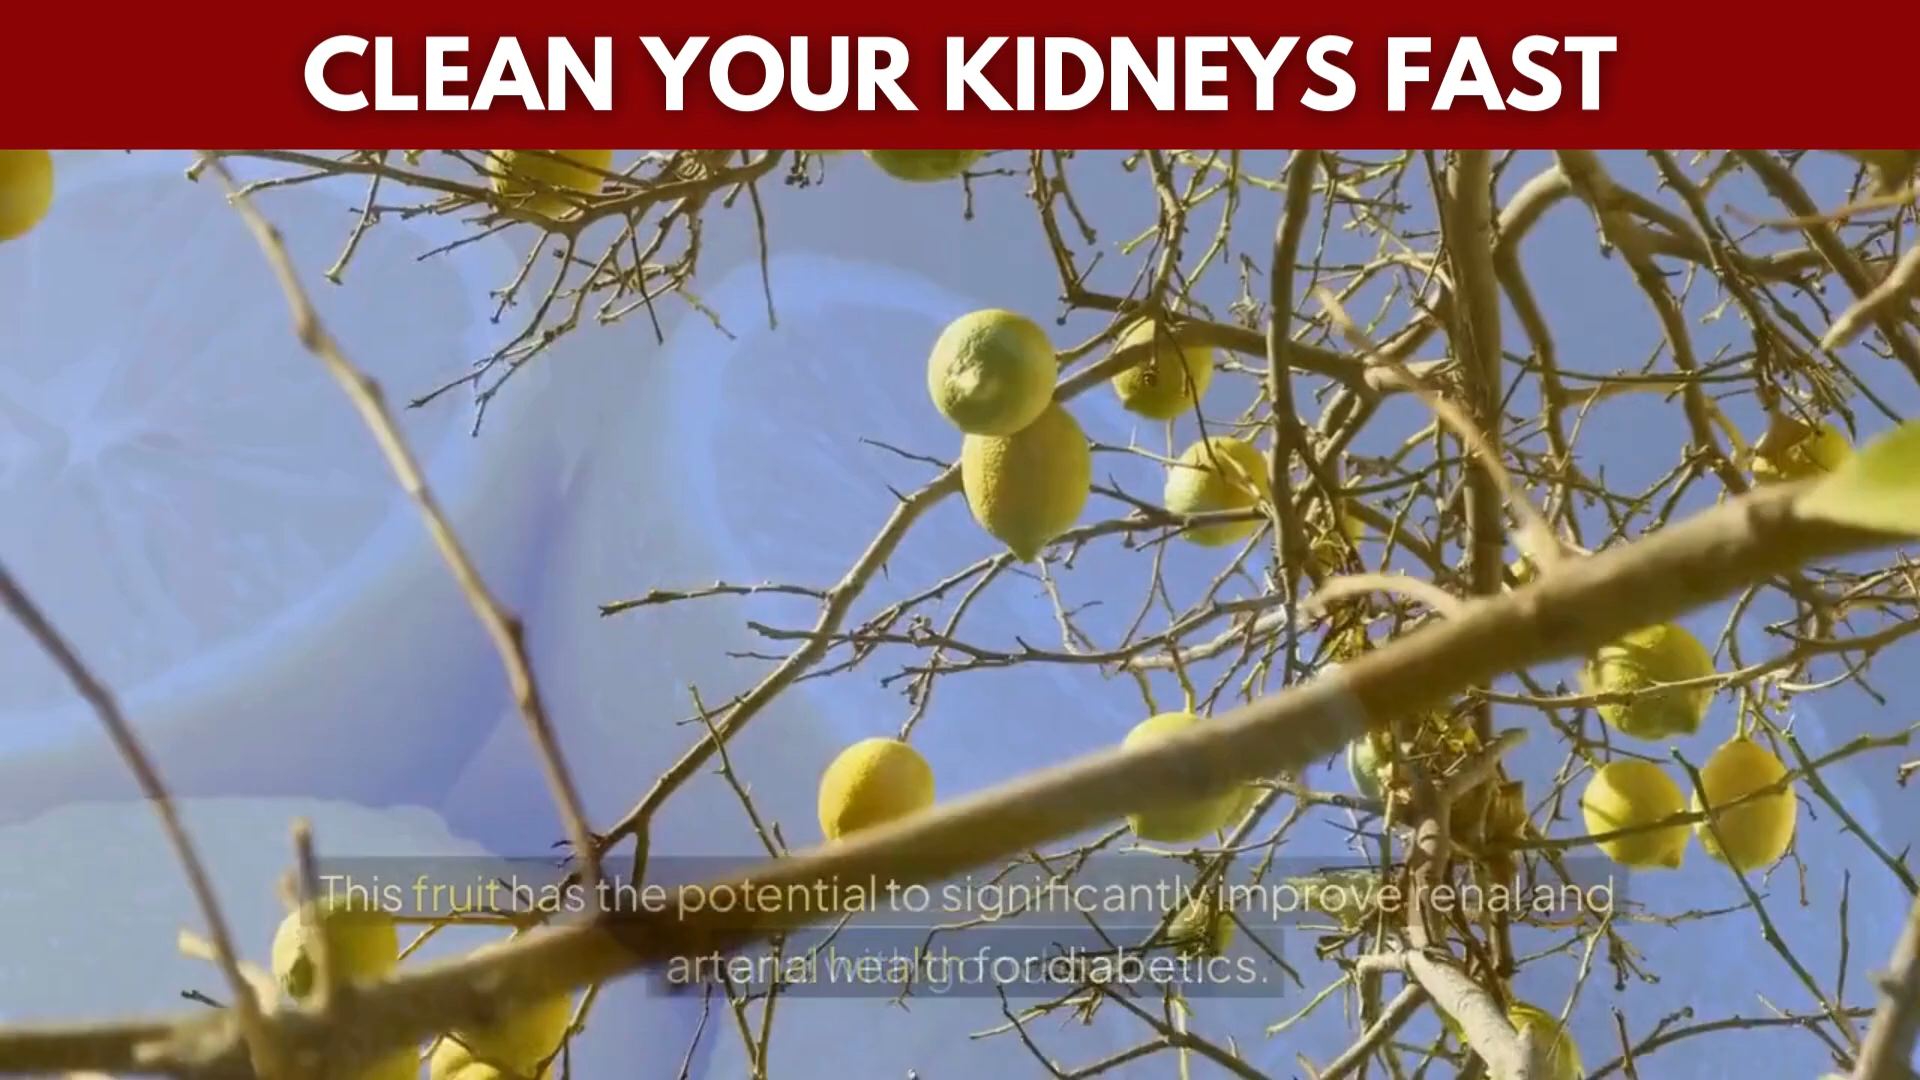 CLEAN YOUR KIDNEYS FAST
This fruit has the potential to significantly improve renal and
arterial health for diabetics.